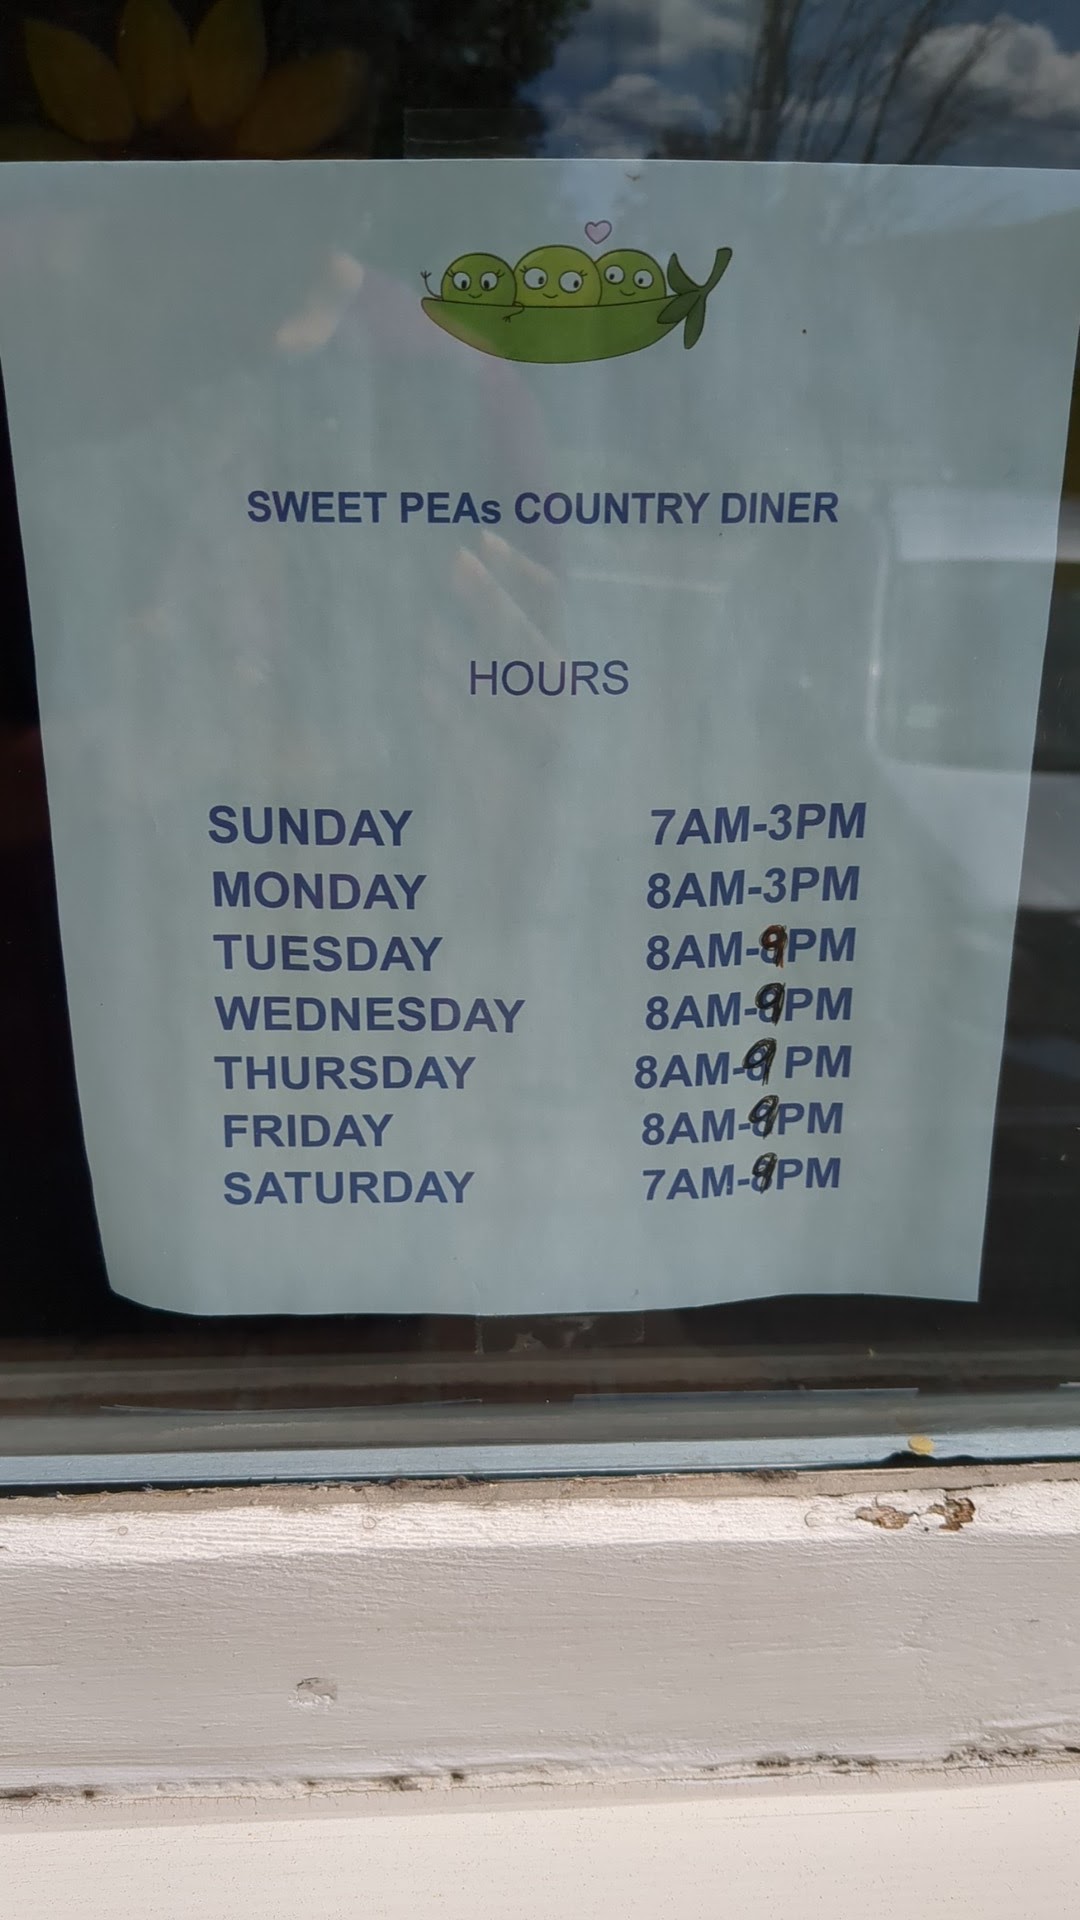 SWEET PEAs COUNTRY DINER
HOURS
SUNDAY 7AM-3PM
MONDAY 8AM-3PM
TUESDAY 8AM-9PM
WEDNESDAY 8AM-9PM
THURSDAY 8AM-9 PM
FRIDAY 8AM-9PM
SATURDAY 7AM-9PM